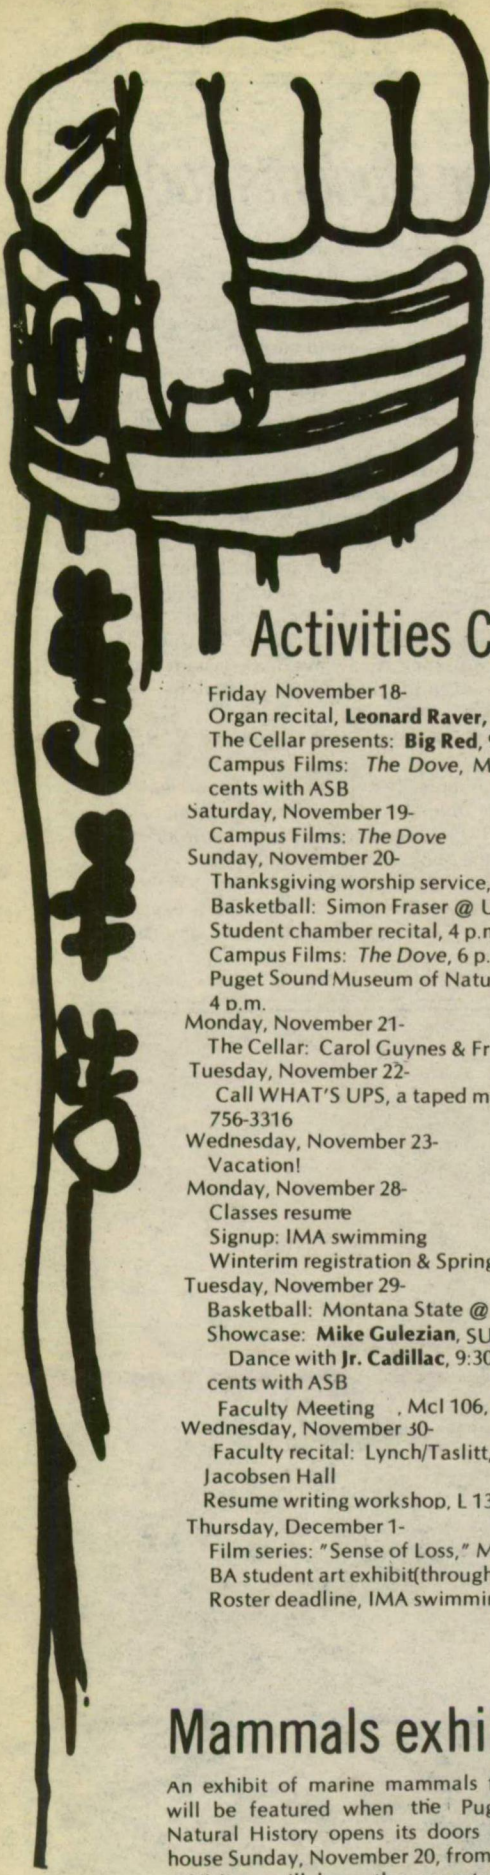 Off the Cuff
Activities C
Friday November 18-
Organ recital, Leonard Raver,
The Cellar presents: Big Red,
Campus Films: The Dove, M
cents with ASB
Saturday, November 19-
Campus Films: The Dove
Sunday, November 20-
Thanksgiving worship service,
Basketball: Simon Fraser @ U
Student chamber recital, 4 p.m
Campus Films: The Dove, 6 p.
Puget Sound Museum of Natu
4 p.m.
Monday, November 21-
The Cellar: Carol Guynes & Fr
Tuesday, November 22-
Call WHAT'S UPS, a taped m
756-3316
Wednesday, November 23-
Vacation!
Monday, November 28-
Classes resume
Signup: IMA swimming
Winterim registration & Spring
Tuesday, November 29-
Basketball: Montana State @
Showcase: Mike Gulezian, SU
Dance with Jr. Cadillac, 9:30
cents with ASB
Faculty Meeting , McI 106,
Wednesday, November 30-
Faculty recital: Lynch/Taslitt,
Jacobsen Hall
Resume writing workshop, L 13
Thursday, December 1-
Film series: "Sense of Loss," M
BA student art exhibit(through
Roster deadline, IMA swimmi
Mammals exhi
An exhibit of marine mammals
will be featured when the Pug
Natural History opens its doors
house Sunday, November 20, from